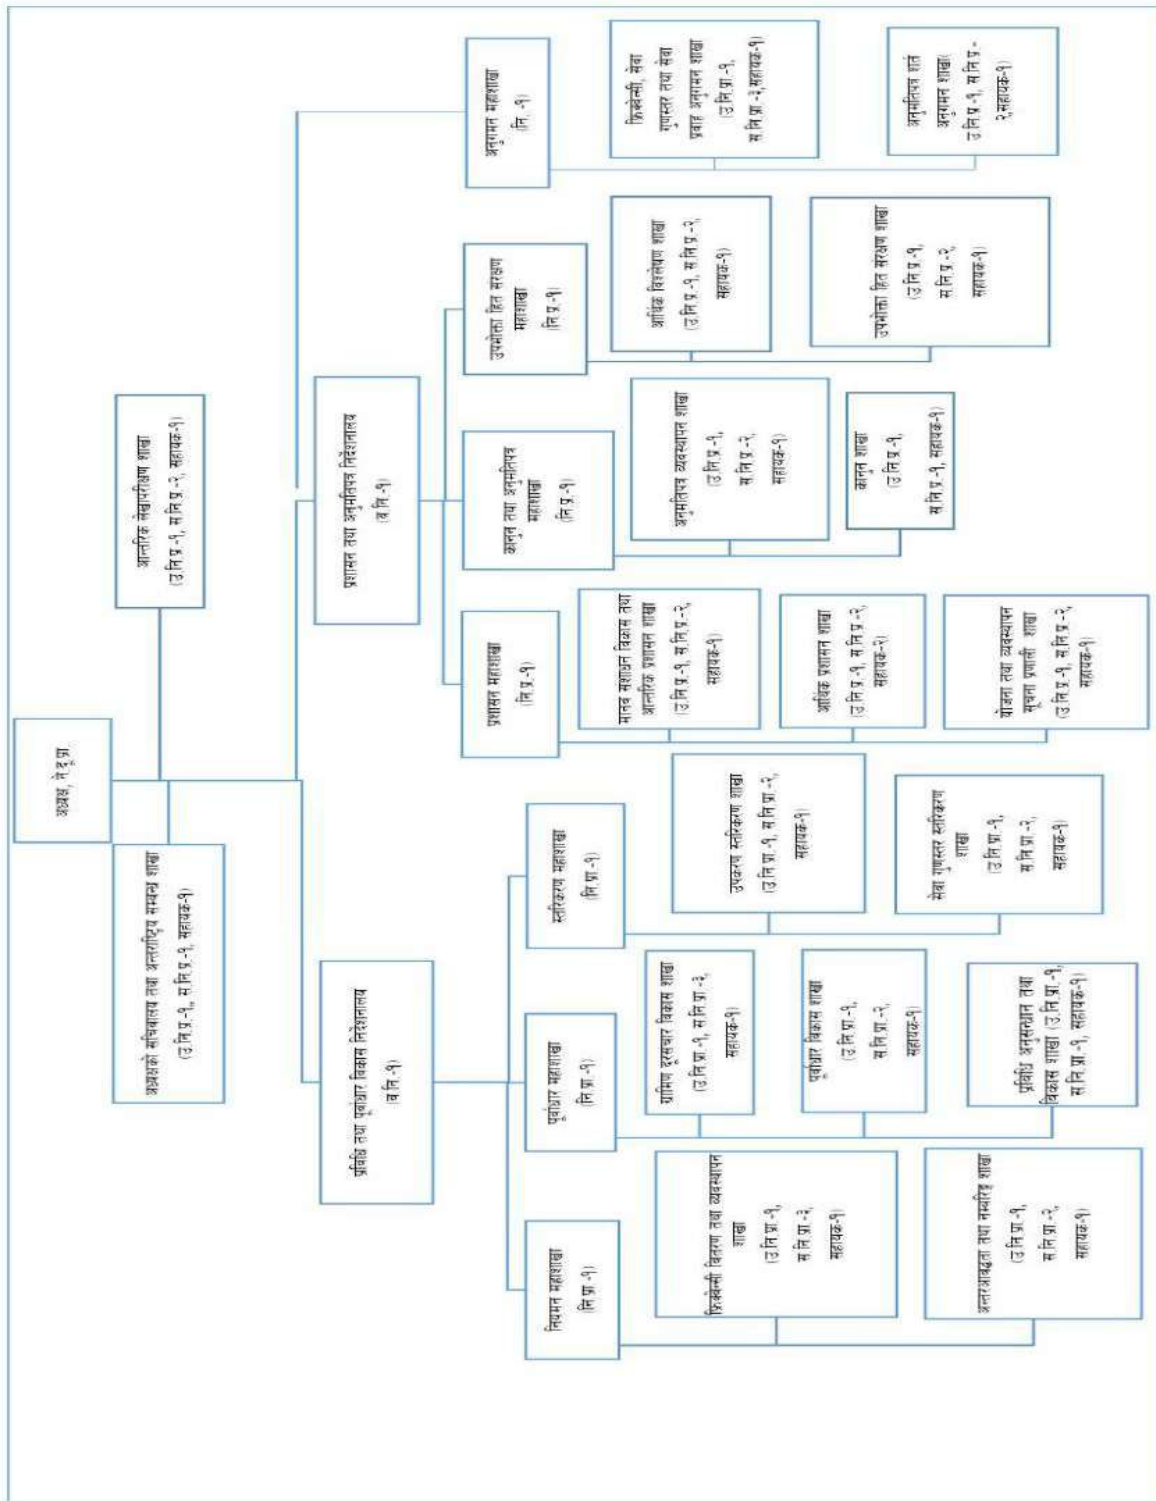 अध्यक्ष, ने.दू.प्रा.
अध्यक्षको सचिवालय तथा अन्तर्राष्ट्रिय सम्बन्ध शाखा
(उ.नि.प्र.-१, स.नि.प्र.-१, सहायक-१)
आन्तरिक लेखापरीक्षण शाखा
(उ.नि.प्र.-१, स.नि.प्र.-२, सहायक-१)
प्रविधि तथा पूर्वाधार विकास निर्देशनालय
(व.नि.-१)
प्रशासन तथा अनुमतिपत्र निर्देशनालय
(व.नि.-१)
नियमन महाशाखा
(नि.प्रा.-१)
पूर्वाधार महाशाखा
(नि.प्रा.-१)
स्तरिकरण महाशाखा
(नि.प्रा.-१)
प्रशासन महाशाखा
(नि.प्र.-१)
कानून तथा अनुमतिपत्र
महाशाखा
(नि.प्र.-१)
उपभोक्ता हित संरक्षण
महाशाखा
(नि.प्र.-१)
अनुगमन महाशाखा
(नि. -१)
फ्रिक्वेन्सी वितरण तथा व्यवस्थापन
शाखा
(उ.नि.प्रा.-१,
स.नि.प्रा.-३,
सहायक-१)
अन्तरआवद्धता तथा नम्बरिङ्ग शाखा
(उ.नि.प्रा.-१,
स.नि.प्रा.-२,
सहायक-१)
ग्रामिण दूरसंचार विकास शाखा
(उ.नि.प्रा.-१, स.नि.प्रा.-३,
सहायक-१)
पूर्वाधार विकास शाखा
(उ.नि.प्रा.-१,
स.नि.प्रा.-२,
सहायक-१)
प्रविधि अनुसन्धान तथा
विकास शाखा (उ.नि.प्रा.-१,
स.नि.प्रा.-१, सहायक-१)
उपकरण स्तरिकरण शाखा
(उ.नि.प्रा.-१, स.नि.प्रा.-२,
सहायक-१)
सेवा गुणस्तर स्तरिकरण
शाखा
(उ.नि.प्रा.-१,
स.नि.प्रा.-२,
सहायक-१)
मानव संशाधन विकास तथा
आन्तरिक प्रशासन शाखा
(उ.नि.प्र.-१, स.नि.प्र.-२,
सहायक-१)
आर्थिक प्रशासन शाखा
(उ.नि.प्र.-१, स.नि.प्र.-२,
सहायक-२)
योजना तथा व्यवस्थापन
सूचना प्रणाली शाखा
(उ.नि.प्र.-१, स.नि.प्र.-२,
सहायक-१)
अनुमतिपत्र व्यवस्थापन शाखा
(उ.नि.प्र.-१,
स.नि.प्र.-२,
सहायक-१)
कानून शाखा
(उ.नि.प्र.-१,
स.नि.प्र.-१, सहायक-१)
आर्थिक विश्लेषण शाखा
(उ.नि.प्र.-१, स.नि.प्र.-२,
सहायक-१)
उपभोक्ता हित संरक्षण शाखा
(उ.नि.प्र.-१,
स.नि.प्र.-२,
सहायक-१)
फ्रिक्वेन्सी, सेवा
गुणस्तर तथा सेवा
प्रवाह अनुगमन शाखा
(उ.नि.प्रा.-१,
स.नि.प्रा.-३,सहायक-१)
अनुमतिपत्र शर्त
अनुगमन शाखा(
उ.नि.प्र.-१, स.नि.प्र.-
२,सहायक-१)